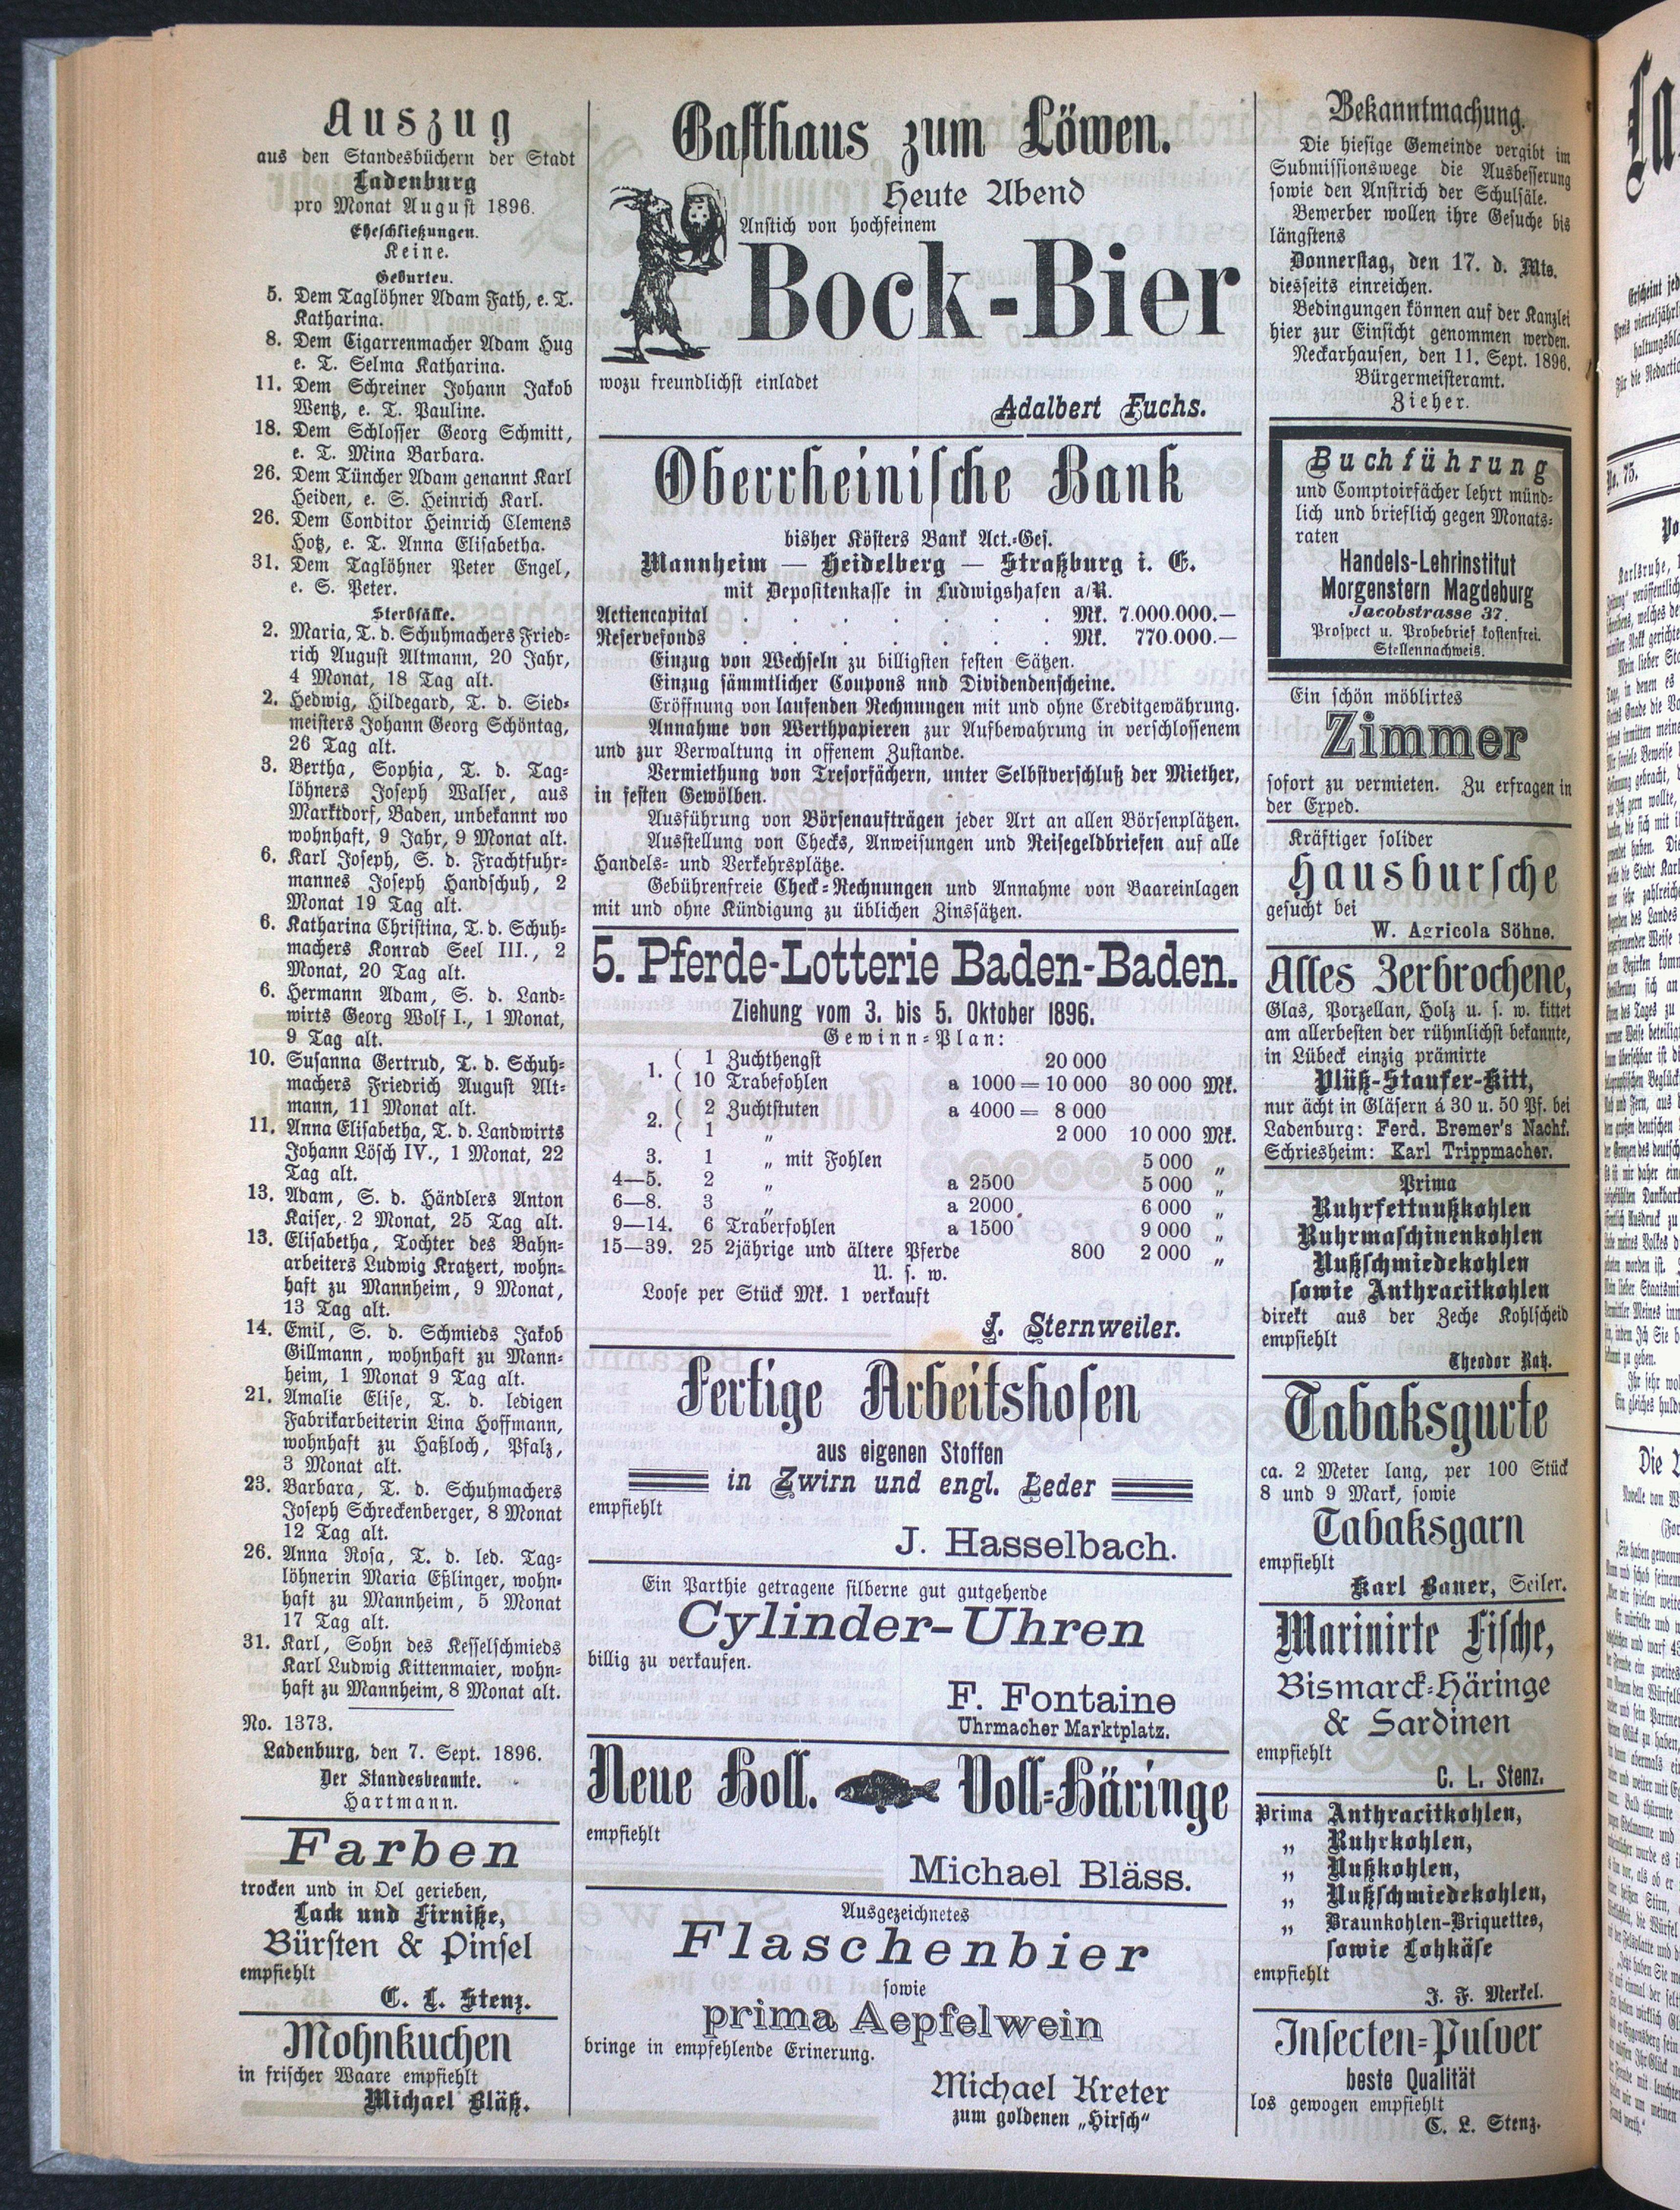 Auszug
aus den Standesbüchern der Stadt
Ladenburg
pro Monat August 1896.
Eheschließungen.
Keine.
Geburten.
5. Dem Taglöhner Adam Fath, e. T.
Katharina.
8. Dem Cigarrenmacher Adam Hug
e. T. Selma Katharina.
11. Dem Schreiner Johann Jakob
Wentz, e. T. Pauline.
18. Dem Schlosser Georg Schmitt,
e. T. Mina Barbara.
26. Dem Tüncher Adam genannt Karl
Heiden, e. S. Heinrich Karl.
26. Dem Conditor Heinrich Clemens
Hotz, e. T. Anna Elisabetha.
31. Dem Taglöhner Peter Engel,
e. S. Peter.
Sterbfälle.
2. Maria, T. d. Schuhmachers Fried-
rich August Altmann, 20 Jahr,
4 Monat, 18 Tag alt.
2. Hedwig, Hildegard, T. d. Sied-
meisters Johann Georg Schöntag,
26 Tag alt.
3. Bertha, Sophia, T. d. Tag-
löhners Joseph Walser, aus
Marktdorf, Baden, unbekannt wo
wohnhaft, 9 Jahr, 9 Monat alt.
6. Karl Joseph, S. d. Frachtfuhr-
mannes Joseph Handschuh, 2
Monat 19 Tag alt.
6. Katharina Christina, T. d. Schuh-
machers Konrad Seel III., 2
Monat, 20 Tag alt.
6. Hermann Adam, S. d. Land-
wirts Georg Wolf I., 1 Monat,
9 Tag alt.
10. Susanna Gertrud, T. d. Schuh-
machers Friedrich August Alt-
mann, 11 Monat alt.
11. Anna Elisabetha, T. d. Landwirts
Johann Lösch IV., 1 Monat, 22
Tag alt.
13. Adam, S. d. Händlers Anton
Kaiser, 2 Monat, 25 Tag alt.
13. Elisabetha, Tochter des Bahn-
arbeiters Ludwig Kratzert, wohn-
haft zu Mannheim, 9 Monat,
13 Tag alt.
14. Emil, S. d. Schmieds Jakob
Gillmann, wohnhaft zu Mann-
heim, 1 Monat 9 Tag alt.
21. Amalie Elise, T. d. ledigen
Fabrikarbeiterin Lina Hoffmann,
wohnhaft zu Haßloch, Pfalz,
3 Monat alt.
23. Barbara, T. d. Schuhmachers
Joseph Schreckenberger, 8 Monat
12 Tag alt.
26. Anna Rosa, T. d. led. Tag-
löhnerin Maria Eßlinger, wohn-
haft zu Mannheim, 5 Monat
17 Tag alt.
31. Karl, Sohn des Kesselschmieds
Karl Ludwig Kittenmaier, wohn-
haft zu Mannheim, 8 Monat alt.
No. 1373.
Ladenburg, den 7. Sept. 1896.
Der Standesbeamte.
Hartmann.
Farben
trocken und in Oel gerieben,
Lack und Firniße,
Bürsten & Pinsel
empfiehlt
C. L. Stenz.
Mohnkuchen
in frischer Waare empfiehlt
Michael Bläß.
Gasthaus zum Löwen.
Heute Abend
Anstich von hochfeinem
Bock-Bier
wozu freundlichst einladet
Adalbert Fuchs.
Oberrheinische Bank
bisher Kösters Bank Act.-Ges.
Mannheim — Heidelberg — Straßburg i. E.
mit Depositenkasse in Ludwigshafen a/R.
Actiencapital . . . . . . . Mk. 7.000.000.—
Reservefonds . . . . . . . Mk. 770.000.—
Einzug von Wechseln zu billigsten festen Sätzen.
Einzug sämmtlicher Coupons nnd Dividendenscheine.
Eröffnung von laufenden Rechnungen mit und ohne Creditgewährung.
Annahme von Werthpapieren zur Aufbewahrung in verschlossenem
und zur Verwaltung in offenem Zustande.
Vermiethung von Tresorfächern, unter Selbstverschluß der Miether,
in festen Gewölben.
Ausführung von Börsenaufträgen jeder Art an allen Börsenplätzen.
Ausstellung von Checks, Anweisungen und Reisegeldbriefen auf alle
Handels- und Verkehrsplätze.
Gebührenfreie Check-Rechnungen und Annahme von Baareinlagen
mit und ohne Kündigung zu üblichen Zinssätzen.
5. Pferde-Lotterie Baden-Baden.
Ziehung vom 3. bis 5. Oktober 1896.
Gewinn-Plan:
1. ( 1 Zuchthengst 20 000
( 10 Trabefohlen a 1000 = 10 000 30 000 Mk.
2. ( 2 Zuchtstuten a 4000 = 8 000
( 1 „ 2 000 10 000 Mk.
3. 1 „ mit Fohlen 5 000 „
4—5. 2 „ a 2500 5 000 „
6—8. 3 „ a 2000 6 000 „
9—14. 6 Traberfohlen a 1500 9 000 „
15—39. 25 2jährige und ältere Pferde 800 2 000 „
U. s. w.
Loose per Stück Mk. 1 verkauft
J. Sternweiler.
Fertige Arbeitshosen
aus eigenen Stoffen
in Zwirn und engl. Leder
empfiehlt
J. Hasselbach.
Ein Parthie getragene silberne gut gutgehende
Cylinder-Uhren
billig zu verkaufen.
F. Fontaine
Uhrmacher Marktplatz.
Neue Holl. Voll-Häringe
empfiehlt
Michael Bläss.
Ausgezeichnetes
Flaschenbier
sowie
prima Aepfelwein
bringe in empfehlende Erinerung.
Michael Kreter
zum goldenen „Hirsch“
Bekanntmachung.
Die hiesige Gemeinde vergibt im
Submissionswege die Ausbesserung
sowie den Anstrich der Schulsäle.
Bewerber wollen ihre Gesuche bis
längstens
Donnerstag, den 17. d. Mts.
diesseits einreichen.
Bedingungen können auf der Kanzlei
hier zur Einsicht genommen werden.
Neckarhausen, den 11. Sept. 1896.
Bürgermeisteramt.
Zieher.
Buchführung
und Comptoirfächer lehrt münd-
lich und brieflich gegen Monats-
raten
Handels-Lehrinstitut
Morgenstern Magdeburg
Jacobstrasse 37.
Prospect u. Probebrief kostenfrei.
Stellennachweis.
Ein schön möblirtes
Zimmer
sofort zu vermieten. Zu erfragen in
der Exped.
Kräftiger solider
Hausbursche
gesucht bei
W. Agricola Söhne.
Alles Zerbrochene,
Glas, Porzellan, Holz u. s. w. kittet
am allerbesten der rühmlichst bekannte,
in Lübeck einzig prämirte
Plüß-Staufer-Kitt,
nur ächt in Gläsern á 30 u. 50 Pf. bei
Ladenburg: Ferd. Bremer's Nachf.
Schriesheim: Karl Trippmacher.
Prima
Ruhrfettnußkohlen
Ruhrmaschinenkohlen
Nußschmiedekohlen
sowie Anthracitkohlen
direkt aus der Zeche Kohlscheid
empfiehlt
Theodor Katz.
Tabaksgurte
ca. 2 Meter lang, per 100 Stück
8 und 9 Mark, sowie
Tabaksgarn
empfiehlt
Karl Bauer, Seiler.
Marinirte Fische,
Bismarck-Häringe
& Sardinen
empfiehlt
C. L. Stenz.
Prima Anthracitkohlen,
„ Ruhrkohlen,
„ Nußkohlen,
„ Nußschmiedekohlen,
„ Braunkohlen-Briquettes,
sowie Lohkäse
empfiehlt
J. F. Merkel.
Insecten-Pulver
beste Qualität
los gewogen empfiehlt
C. L. Stenz.
No. 75.